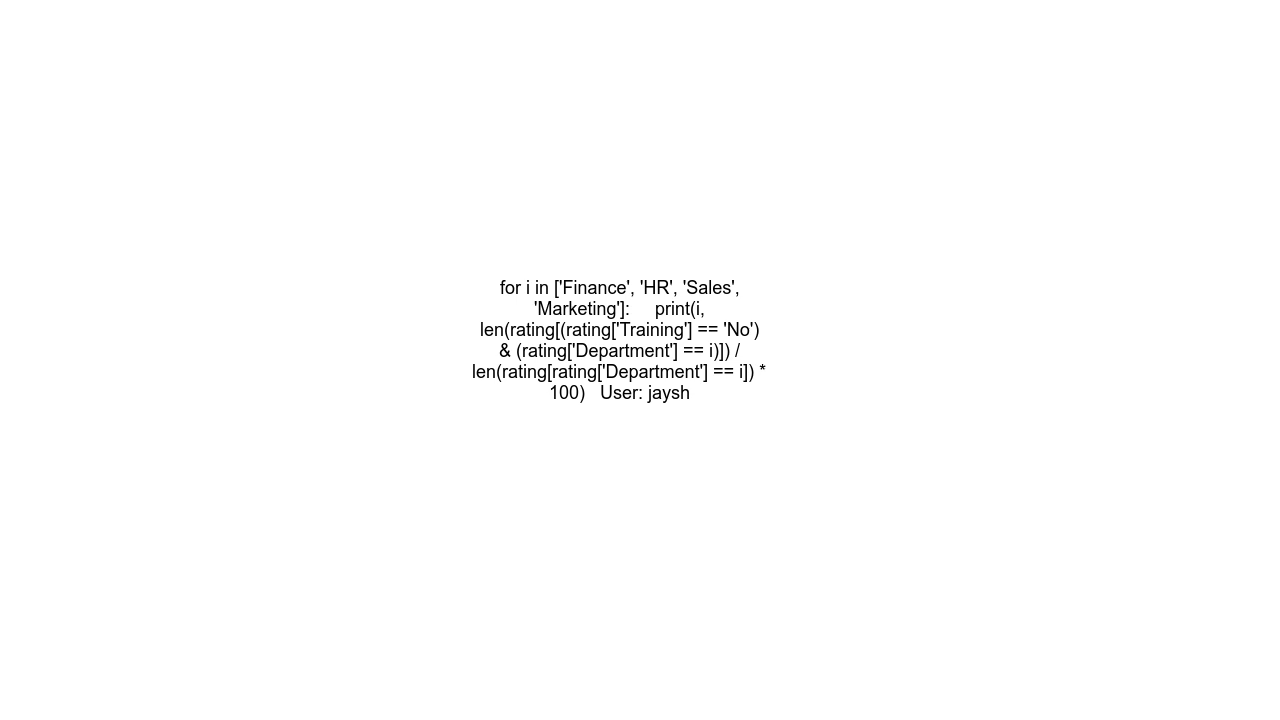 for i in ['Finance', 'HR', 'Sales',
'Marketing']:     print(i,
len(rating[(rating['Training'] == 'No')
& (rating['Department'] == i)]) /
len(rating[rating['Department'] == i]) *
100)   User: jaysh